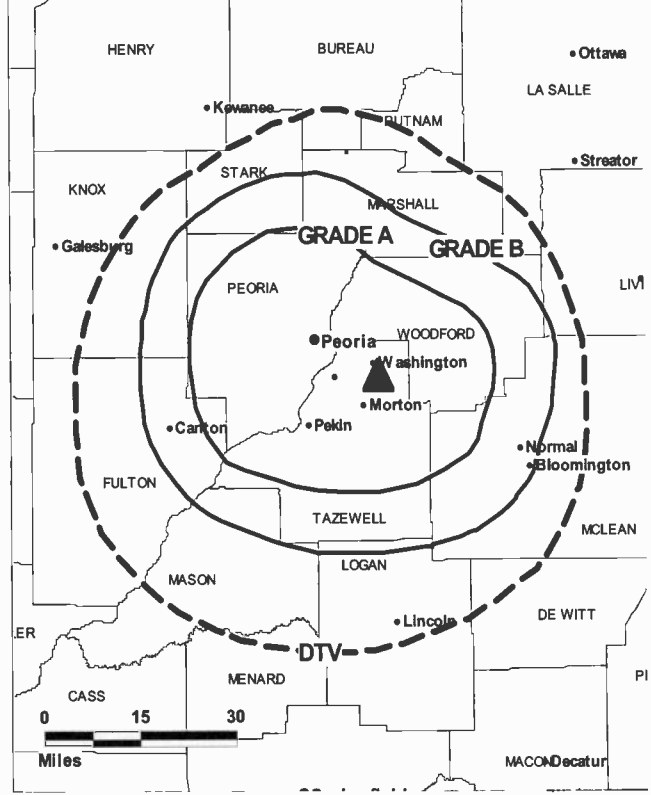 HENRY
BUREAU
Ottawa
LA SALLE
Kewanee
PUTNAM
Streator
STARK
KNOX
MARSHALL
GRADE A
GRADE B
Galesburg
PEORIA
LIVI
WOODFORD
Peoria
Washington
Morton
Canton
Pekin
Normal
Bloomington
FULTON
TAZEWELL
MCLEAN
LOGAN
MASON
DE WITT
Lincoln
ER
DTV
MENARD
PI
CASS
0 15 30
Miles
MACON
Decatur